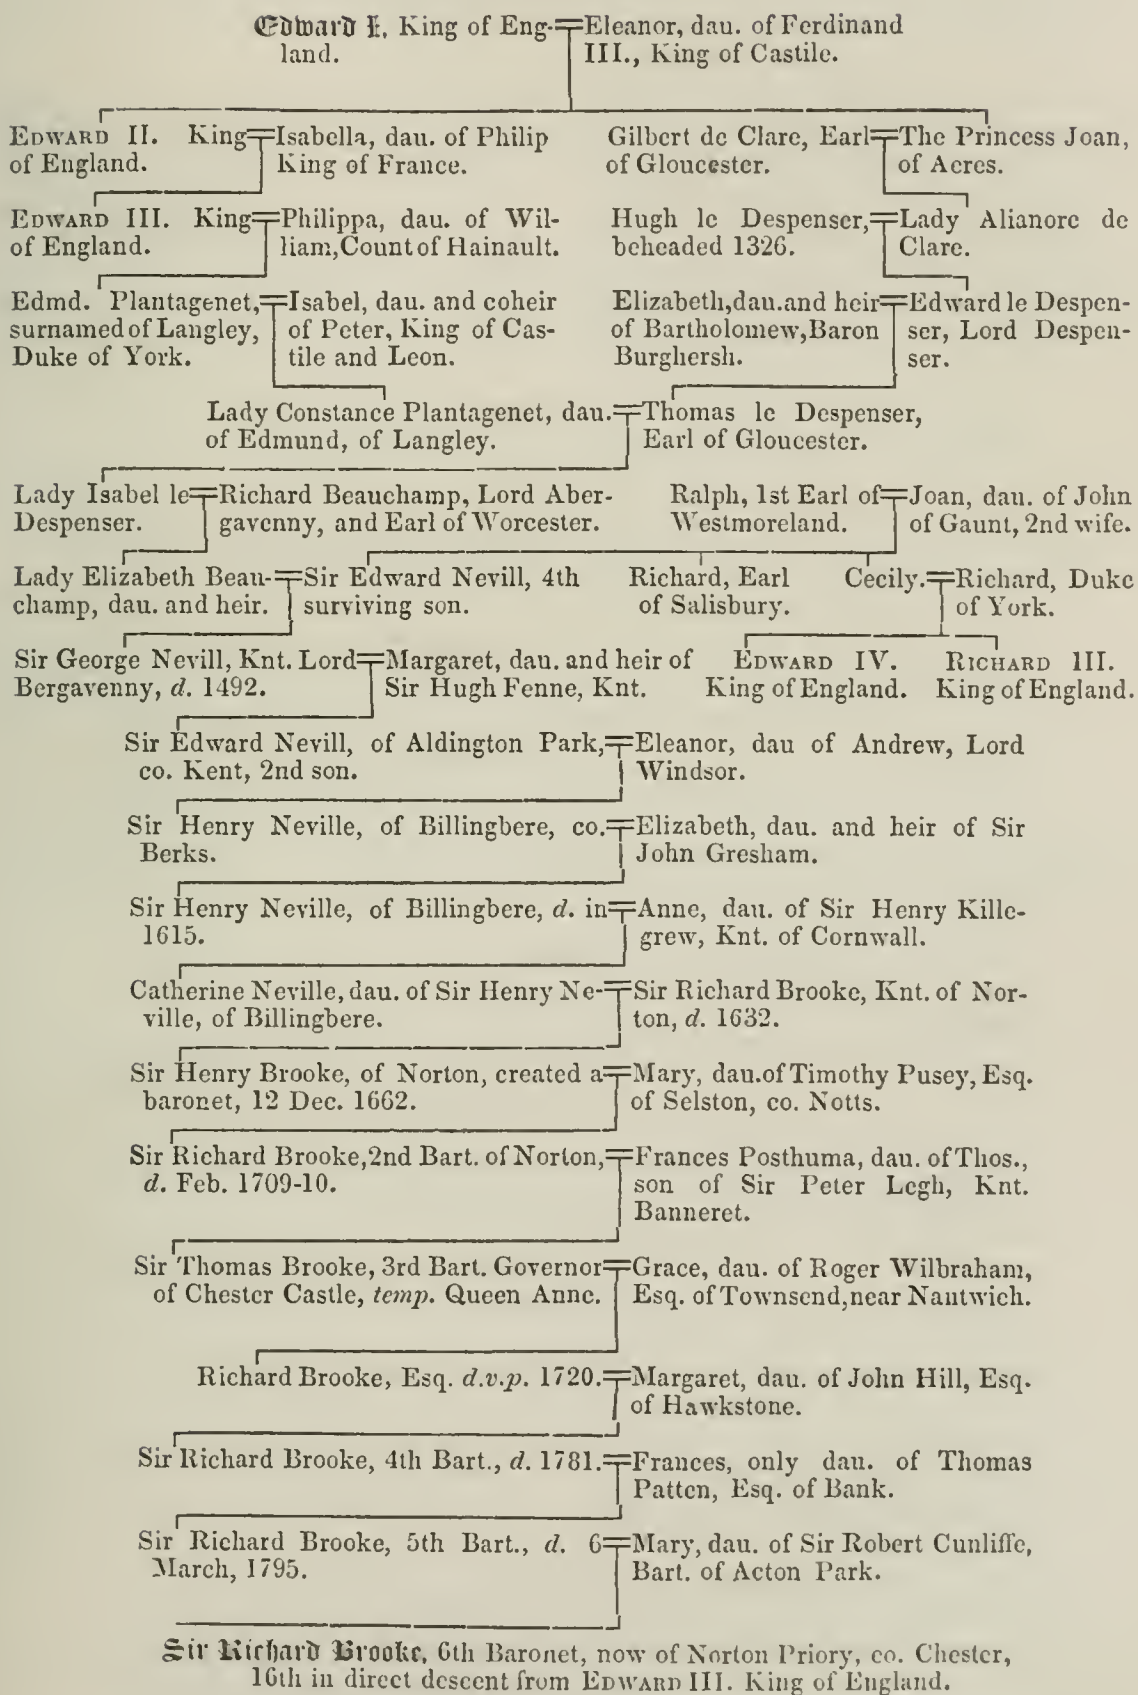 Edward I. King of Eng-
land.
Eleanor, dau. of Ferdinand
III., King of Castile.
EDWARD II. King
of England.
Isabella, dau. of Philip
King of France.
Gilbert de Clare, Earl
of Gloucester.
The Princess Joan,
of Acres.
EDWARD III. King
of England.
Philippa, dau. of Wil-
liam, Count of Hainault.
Hugh le Despenser,
beheaded 1326.
Lady Alianore de
Clare.
Edmd. Plantagenet,
surnamed of Langley,
Duke of York.
Isabel, dau. and coheir
of Peter, King of Cas-
tile and Leon.
Elizabeth, dau. and heir
of Bartholomew, Baron
Burghersh.
Edward le Despen-
ser, Lord Despen-
ser.
Lady Constance Plantagenet, dau.
of Edmund, of Langley.
Thomas le Despenser,
Earl of Gloucester.
Lady Isabel le
Despenser.
Richard Beauchamp, Lord Aber-
gavenny, and Earl of Worcester.
Ralph, 1st Earl of
Westmoreland.
Joan, dau. of John
of Gaunt, 2nd wife.
Lady Elizabeth Beau-
champ, dau. and heir.
Sir Edward Nevill, 4th
surviving son.
Richard, Earl
of Salisbury.
Cecily.
Richard, Duke
of York.
Sir George Nevill, Knt. Lord
Bergavenny, d. 1492.
Margaret, dau. and heir of
Sir Hugh Fenne, Knt.
EDWARD IV.
King of England.
RICHARD III.
King of England.
Sir Edward Nevill, of Aldington Park,
co. Kent, 2nd son.
Eleanor, dau of Andrew, Lord
Windsor.
Sir Henry Neville, of Billingbere, co.
Berks.
Elizabeth, dau. and heir of Sir
John Gresham.
Sir Henry Neville, of Billingbere, d. in
1615.
Anne, dau. of Sir Henry Kille-
grew, Knt. of Cornwall.
Catherine Neville, dau. of Sir Henry Ne-
ville, of Billingbere.
Sir Richard Brooke, Knt. of Nor-
ton, d. 1632.
Sir Henry Brooke, of Norton, created a
baronet, 12 Dec. 1662.
Mary, dau. of Timothy Pusey, Esq.
of Selston, co. Notts.
Sir Richard Brooke, 2nd Bart. of Norton,
d. Feb. 1709-10.
Frances Posthuma, dau. of Thos.,
son of Sir Peter Legh, Knt.
Banneret.
Sir Thomas Brooke, 3rd Bart. Governor
of Chester Castle, temp. Queen Anne.
Grace, dau. of Roger Wilbraham,
Esq. of Townsend, near Nantwich.
Richard Brooke, Esq. d.v.p. 1720.
Margaret, dau. of John Hill, Esq.
of Hawkstone.
Sir Richard Brooke, 4th Bart., d. 1781.
Frances, only dau. of Thomas
Patten, Esq. of Bank.
Sir Richard Brooke, 5th Bart., d. 6
March, 1795.
Mary, dau. of Sir Robert Cunliffe,
Bart. of Acton Park.
Sir Richard Brooke, 6th Baronet, now of Norton Priory, co. Chester,
16th in direct descent from EDWARD III. King of England.